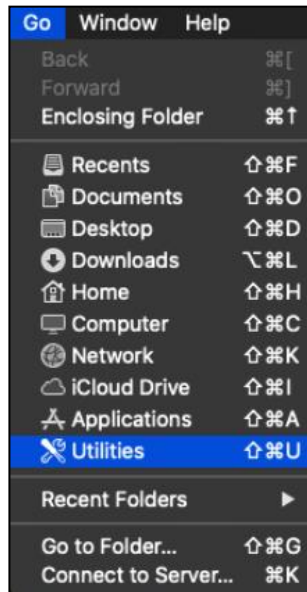 Go Window Help
Back ⌘[
Forward ⌘]
Enclosing Folder ⌘↑
Recents ⇧⌘F
Documents ⇧⌘O
Desktop ⇧⌘D
Downloads ⌥⌘L
Home ⇧⌘H
Computer ⇧⌘C
Network ⇧⌘K
iCloud Drive ⇧⌘I
Applications ⇧⌘A
Utilities ⇧⌘U
Recent Folders ▶
Go to Folder... ⇧⌘G
Connect to Server... ⌘K